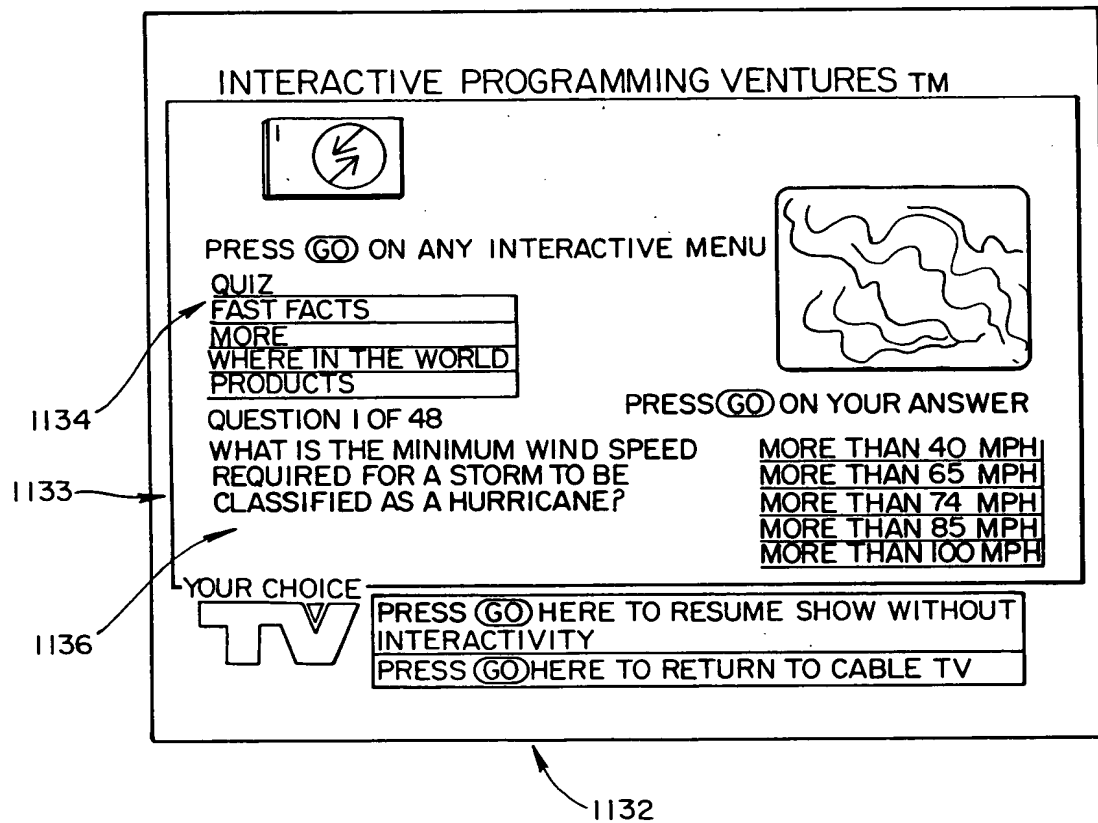 INTERACTIVE PROGRAMMING VENTURES TM
PRESS GO ON ANY INTERACTIVE MENU
QUIZ
FAST FACTS
MORE
WHERE IN THE WORLD
PRODUCTS
1134
QUESTION 1 OF 48
WHAT IS THE MINIMUM WIND SPEED
REQUIRED FOR A STORM TO BE
CLASSIFIED AS A HURRICANE?
1133
PRESS GO ON YOUR ANSWER
MORE THAN 40 MPH
MORE THAN 65 MPH
MORE THAN 74 MPH
MORE THAN 85 MPH
MORE THAN 100 MPH
1136
YOUR CHOICE
TV
PRESS GO HERE TO RESUME SHOW WITHOUT
INTERACTIVITY
PRESS GO HERE TO RETURN TO CABLE TV
1132